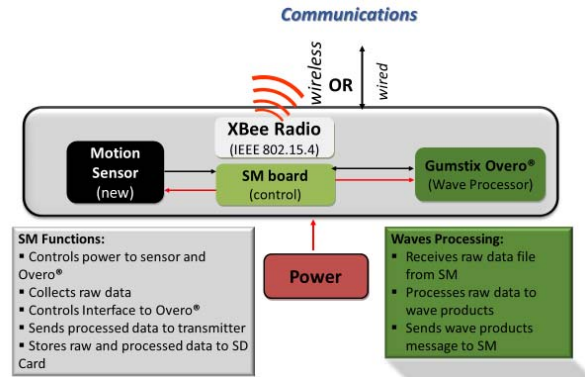 Communications
wireless
OR
wired
XBee Radio
(IEEE 802.15.4)
Motion
Sensor
(new)
SM board
(control)
Gumstix Overo®
(Wave Processor)
SM Functions:
▪ Controls power to sensor and
Overo®
▪ Collects raw data
▪ Controls Interface to Overo®
▪ Sends processed data to transmitter
▪ Stores raw and processed data to SD
Card
Power
Waves Processing:
▪ Receives raw data file
from SM
▪ Processes raw data to
wave products
▪ Sends wave products
message to SM